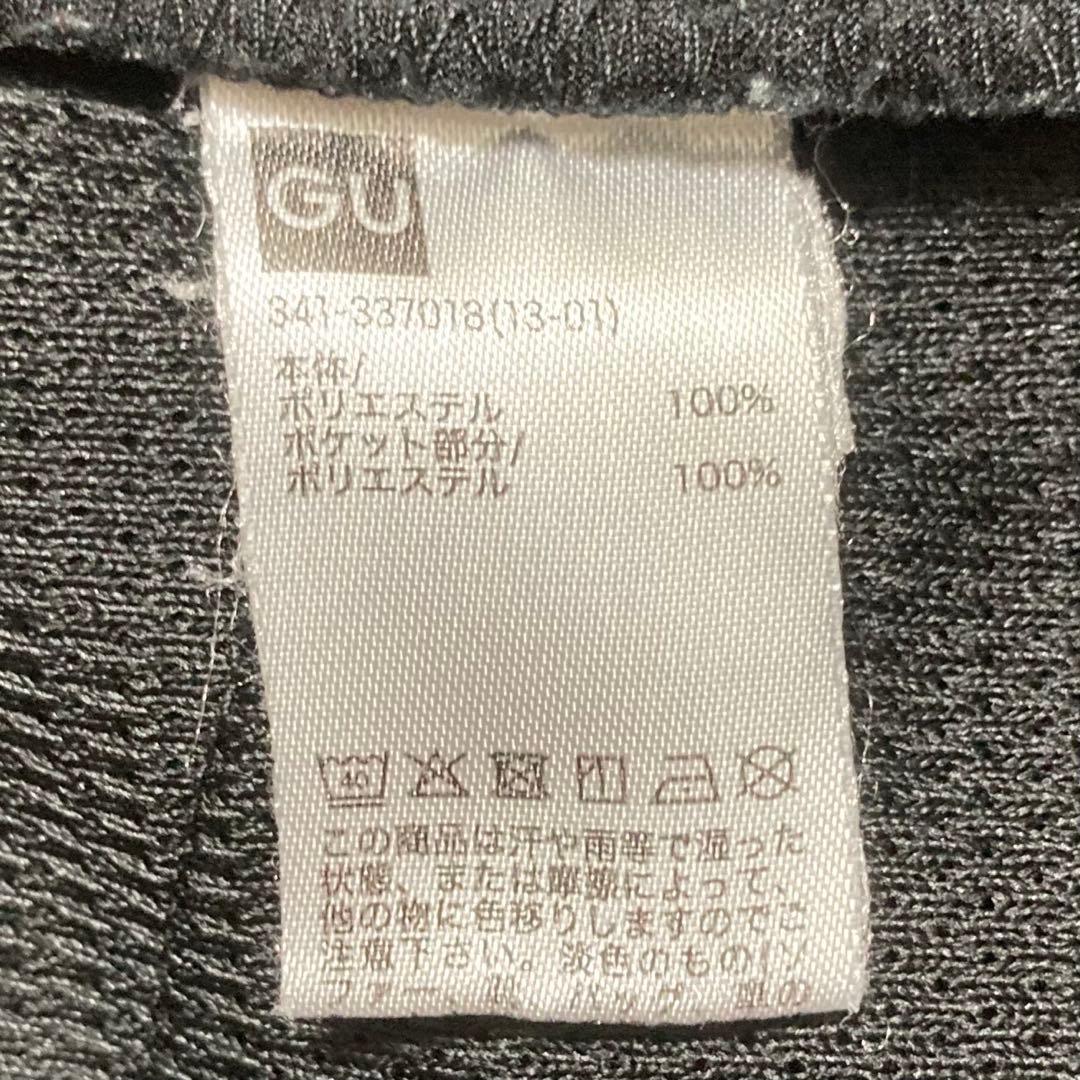 GU
341-337018(13-01)
本体/
ポリエステル 100%
ポケット部分/
ポリエステル 100%
40
この商品は汗や雨等で湿った
状態、または摩擦によって、
他の物に色移りしますのでご
注意下さい。淡色のもの(ソ